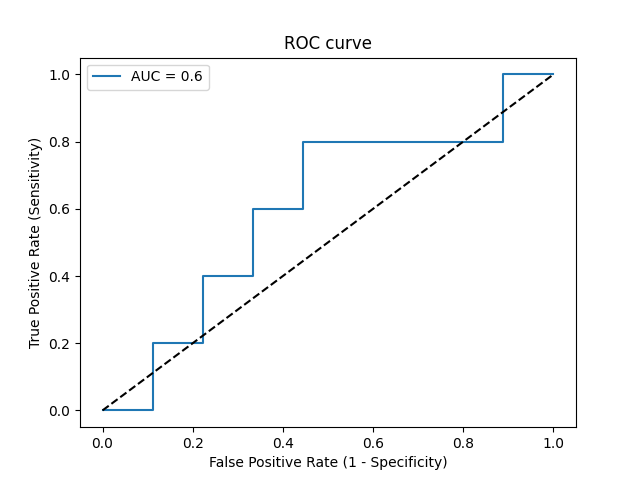 ROC curve
AUC = 0.6
True Positive Rate (Sensitivity)
1.0
0.8
0.6
0.4
0.2
0.0
0.0 0.2 0.4 0.6 0.8 1.0
False Positive Rate (1 - Specificity)